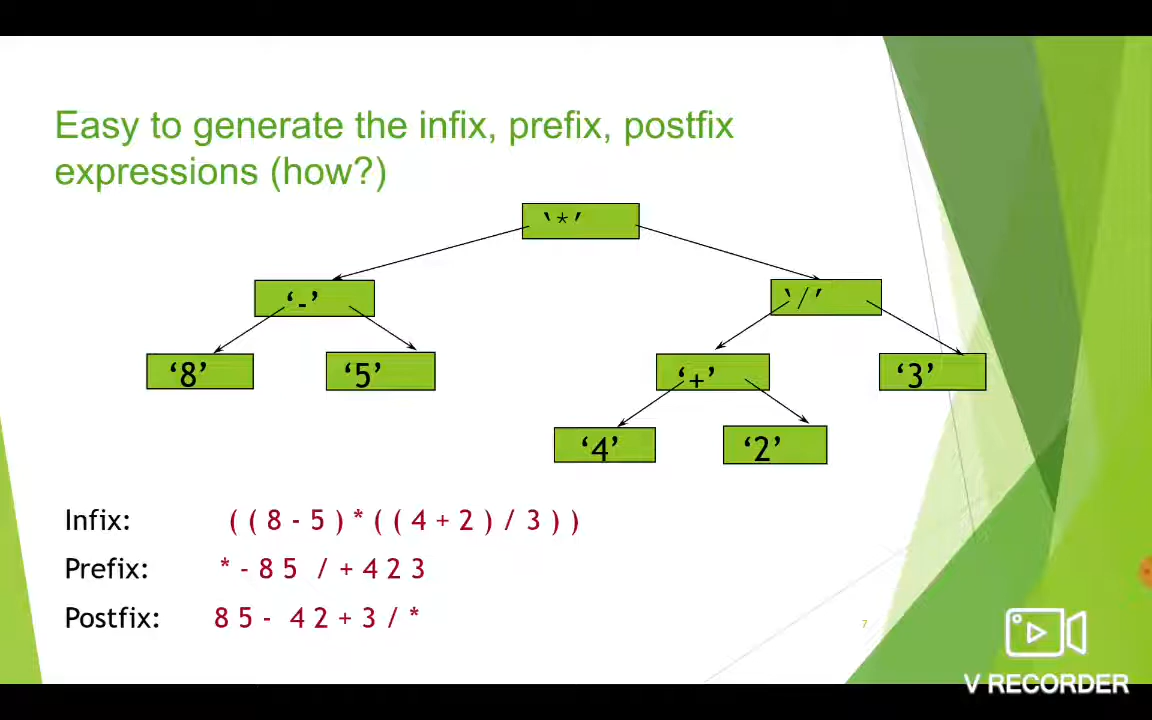 Easy to generate the infix, prefix, postfix
expressions (how?)
‘*’
‘-’
‘/’
‘8’
‘5’
‘+’
‘3’
‘4’
‘2’
Infix: ( ( 8 - 5 ) * ( ( 4 + 2 ) / 3 ) )
Prefix: * - 8 5 / + 4 2 3
Postfix: 8 5 - 4 2 + 3 / *
7
V RECORDER